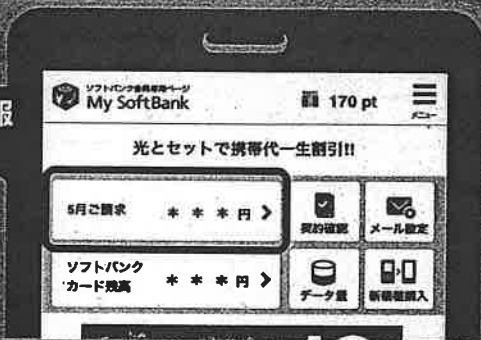 報
ソフトバンク会員専用ページ
My SoftBank
170 pt
メニュー
光とセットで携帯代一生割引!!
5月ご請求 ＊ ＊ ＊ 円
契約確認
メール設定
ソフトバンク
カード残高 ＊ ＊ ＊ 円
データ量
新機種購入